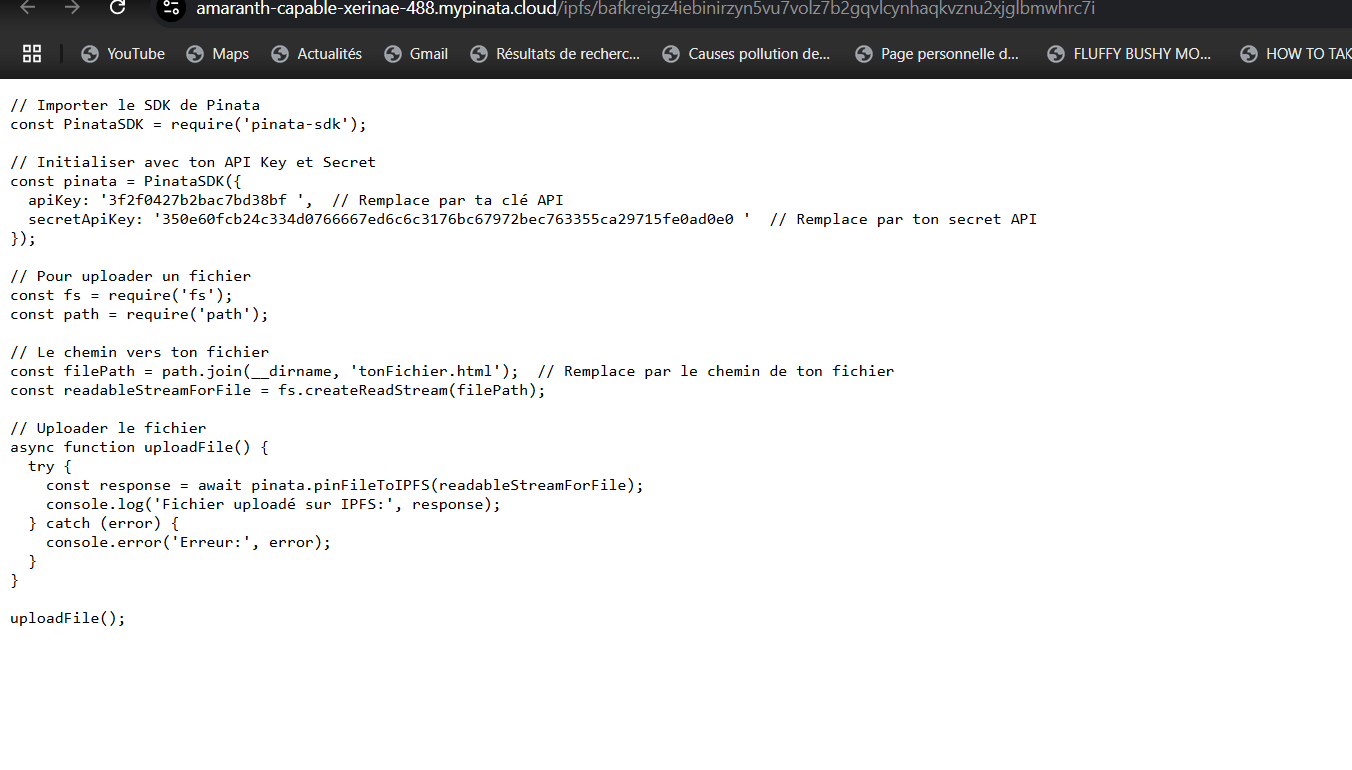 amaranth-capable-xerinae-488.mypinata.cloud/ipfs/bafkreigz4iebinirzyn5vu7volz7b2gqvlcynhaqkvznu2xjglbmwhrc7i
YouTube Maps Actualités Gmail Résultats de recherc... Causes pollution de... Page personnelle d... FLUFFY BUSHY MO... HOW TO TAK
// Importer le SDK de Pinata
const PinataSDK = require('pinata-sdk');
// Initialiser avec ton API Key et Secret
const pinata = PinataSDK({
apiKey: '3f2f0427b2bac7bd38bf ', // Remplace par ta clé API
secretApiKey: '350e60fcb24c334d0766667ed6c6c3176bc67972bec763355ca29715fe0ad0e0 ' // Remplace par ton secret API
});
// Pour uploader un fichier
const fs = require('fs');
const path = require('path');
// Le chemin vers ton fichier
const filePath = path.join(__dirname, 'tonFichier.html'); // Remplace par le chemin de ton fichier
const readableStreamForFile = fs.createReadStream(filePath);
// Uploader le fichier
async function uploadFile() {
try {
const response = await pinata.pinFileToIPFS(readableStreamForFile);
console.log('Fichier uploadé sur IPFS:', response);
} catch (error) {
console.error('Erreur:', error);
}
}
uploadFile();